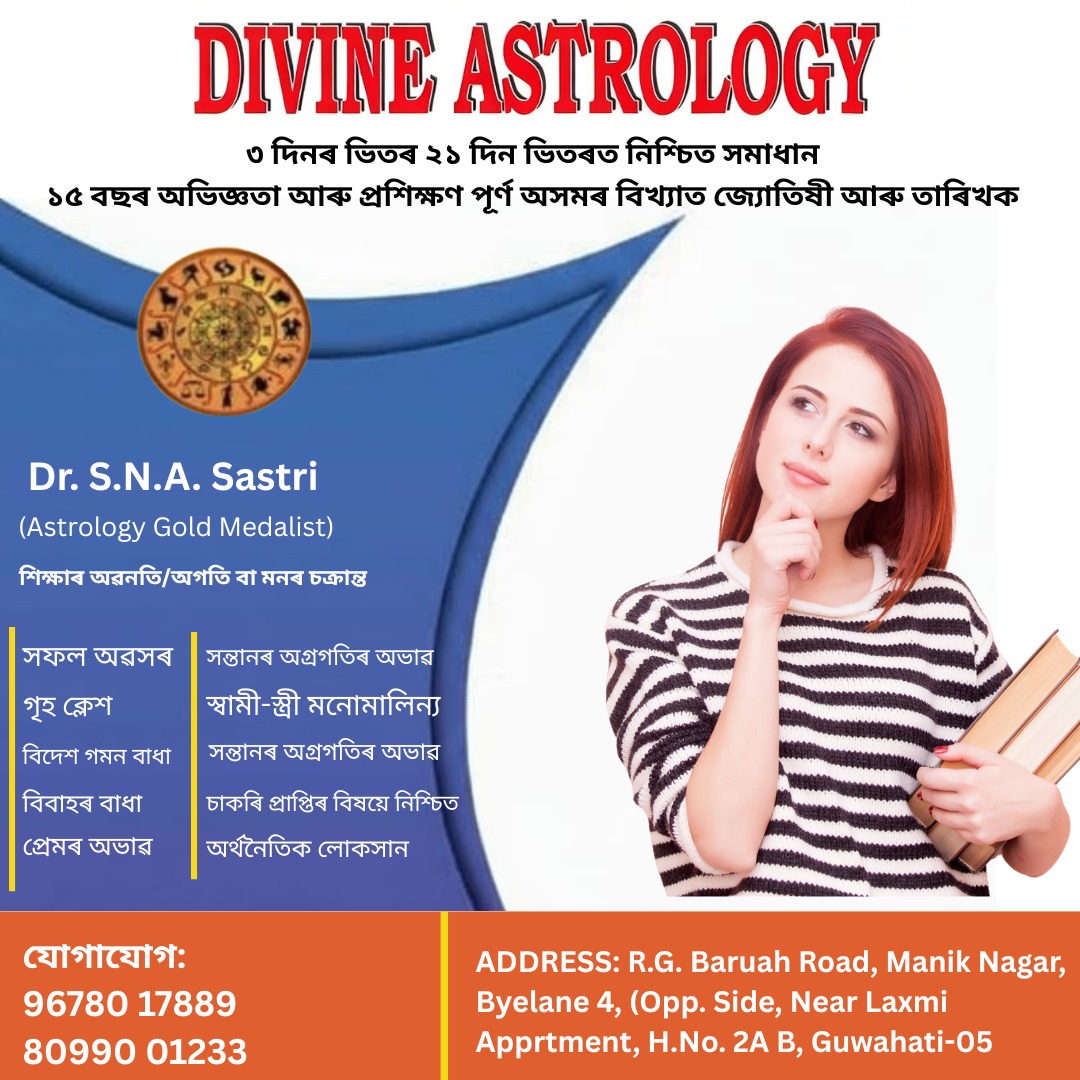 DIVINE ASTROLOGY
৩ দিনৰ ভিতৰ ২১ দিন ভিতৰত নিশ্চিত সমাধান
১৫ বছৰ অভিজ্ঞতা আৰু প্ৰশিক্ষণ পূৰ্ণ অসমৰ বিখ্যাত জ্যোতিষী আৰু তাৰিখক
Dr. S.N.A. Sastri
(Astrology Gold Medalist)
শিক্ষাৰ অৱনতি/অগতি বা মনৰ চক্ৰান্ত
সফল অৱসৰ
গৃহ ক্লেশ
বিদেশ গমন বাধা
বিবাহৰ বাধা
প্ৰেমৰ অভাৱ
সন্তানৰ অগ্ৰগতিৰ অভাৱ
স্বামী-স্ত্ৰী মনোমালিন্য
সন্তানৰ অগ্ৰগতিৰ অভাৱ
চাকৰি প্ৰাপ্তিৰ বিষয়ে নিশ্চিত
অৰ্থনৈতিক লোকসান
যোগাযোগ:
96780 17889
80990 01233
ADDRESS: R.G. Baruah Road, Manik Nagar,
Byelane 4, (Opp. Side, Near Laxmi
Apprtment, H.No. 2A B, Guwahati-05